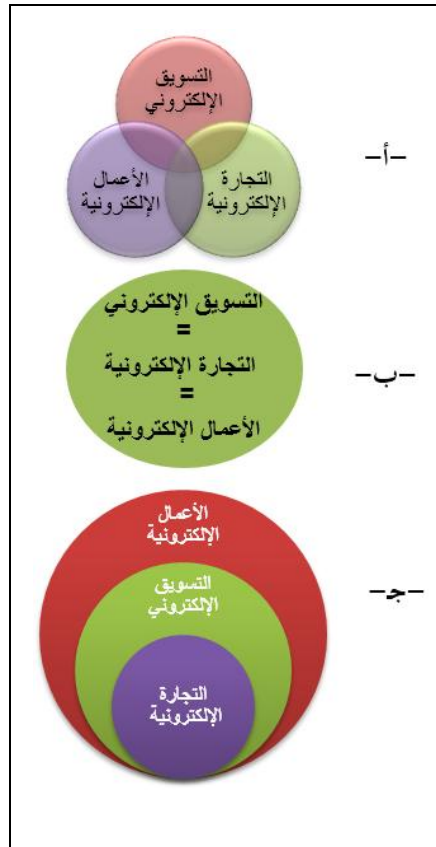 التسويق
الإلكتروني
الأعمال
الإلكترونية
التجارة
الإلكترونية
-أ-
التسويق الإلكتروني
=
التجارة الإلكترونية
=
الأعمال الإلكترونية
-ب-
الأعمال
الإلكترونية
التسويق
الإلكتروني
التجارة
الإلكترونية
-جـ-